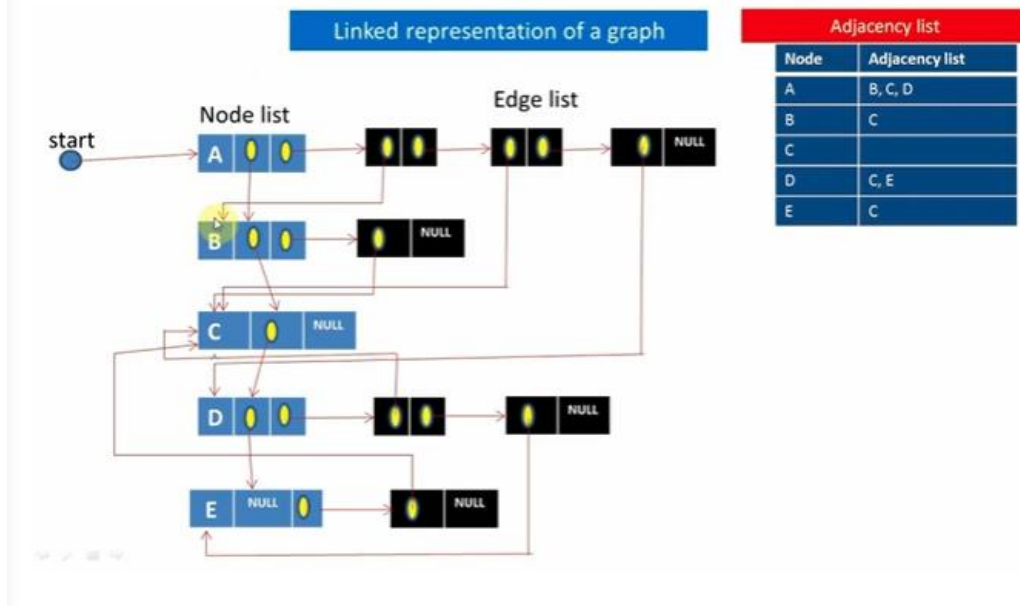 Linked representation of a graph
Adjacency list
Node Adjacency list
A B, C, D
B C
C
D C, E
E C
Node list
Edge list
start
A NULL
B NULL
C NULL
D NULL
E NULL NULL